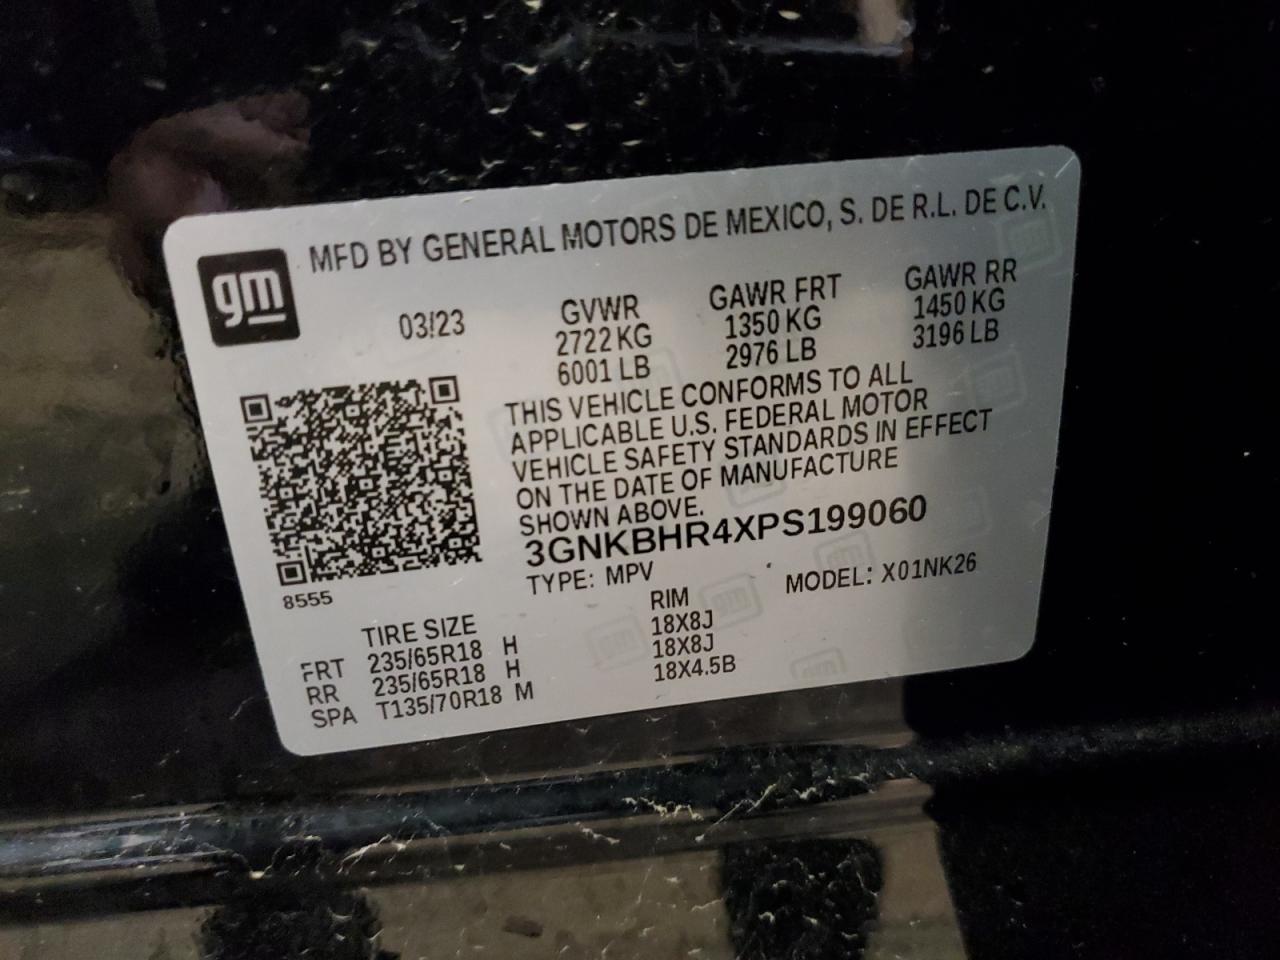 gm
MFD BY GENERAL MOTORS DE MEXICO, S. DE R.L. DE C.V.
03/23
GVWR
2722 KG
6001 LB
GAWR FRT
1350 KG
2976 LB
GAWR RR
1450 KG
3196 LB
THIS VEHICLE CONFORMS TO ALL
APPLICABLE U.S. FEDERAL MOTOR
VEHICLE SAFETY STANDARDS IN EFFECT
ON THE DATE OF MANUFACTURE
SHOWN ABOVE.
3GNKBHR4XPS199060
TYPE: MPV MODEL: X01NK26
8555
TIRE SIZE RIM
FRT 235/65R18 H 18X8J
RR 235/65R18 H 18X8J
SPA T135/70R18 M 18X4.5B